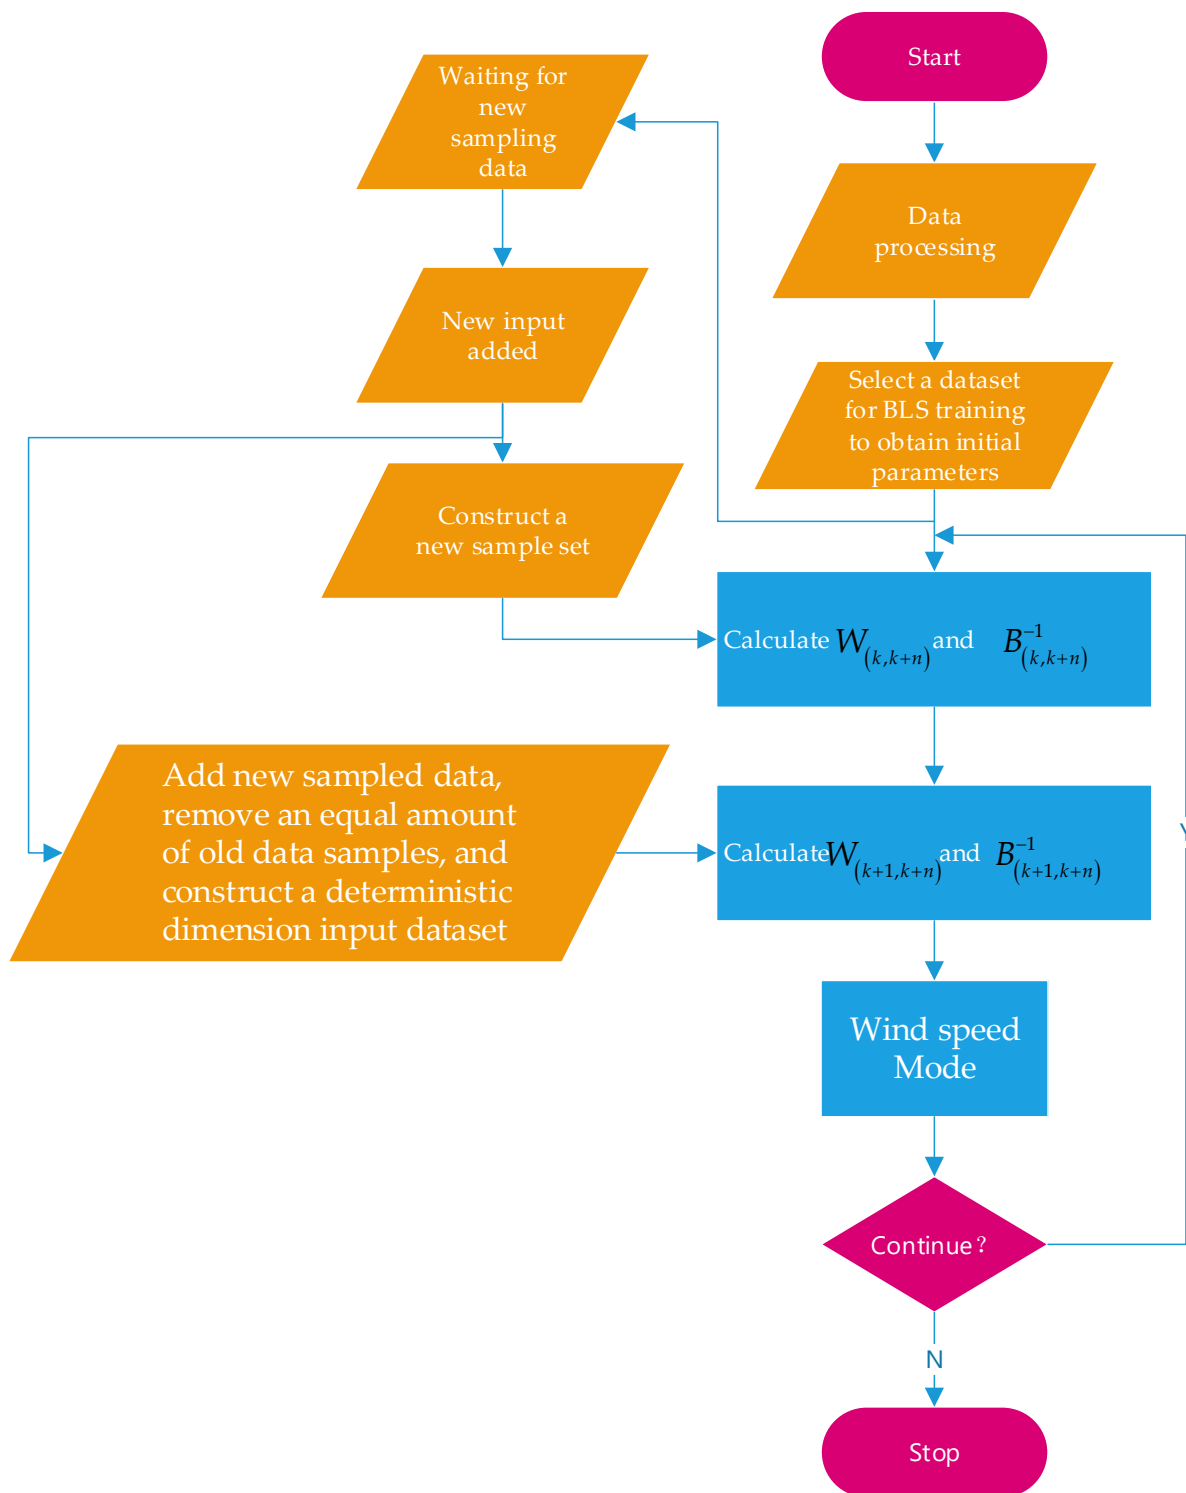 Start
Waiting for
new
sampling
data
Data
processing
New input
added
Select a dataset
for BLS training
to obtain initial
parameters
Construct a
new sample set
Calculate W(k,k+n) and B(k,k+n)^−1
Add new sampled data,
remove an equal amount
of old data samples, and
construct a deterministic
dimension input dataset
Calculate W(k+1,k+n) and B(k+1,k+n)^−1
Y
Wind speed
Mode
Continue？
N
Stop